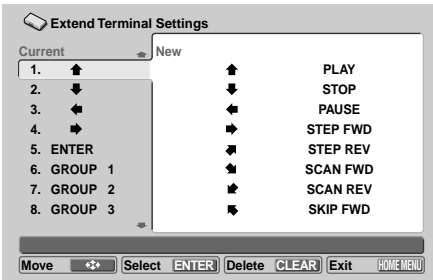 Extend Terminal Settings
Current New
1. ⬆ ⬆ PLAY
2. ⬇ ⬇ STOP
3. ⬅ ⬅ PAUSE
4. ➡ ➡ STEP FWD
5. ENTER STEP REV
6. GROUP 1 SCAN FWD
7. GROUP 2 SCAN REV
8. GROUP 3 SKIP FWD
Move Select ENTER Delete CLEAR Exit HOME MENU